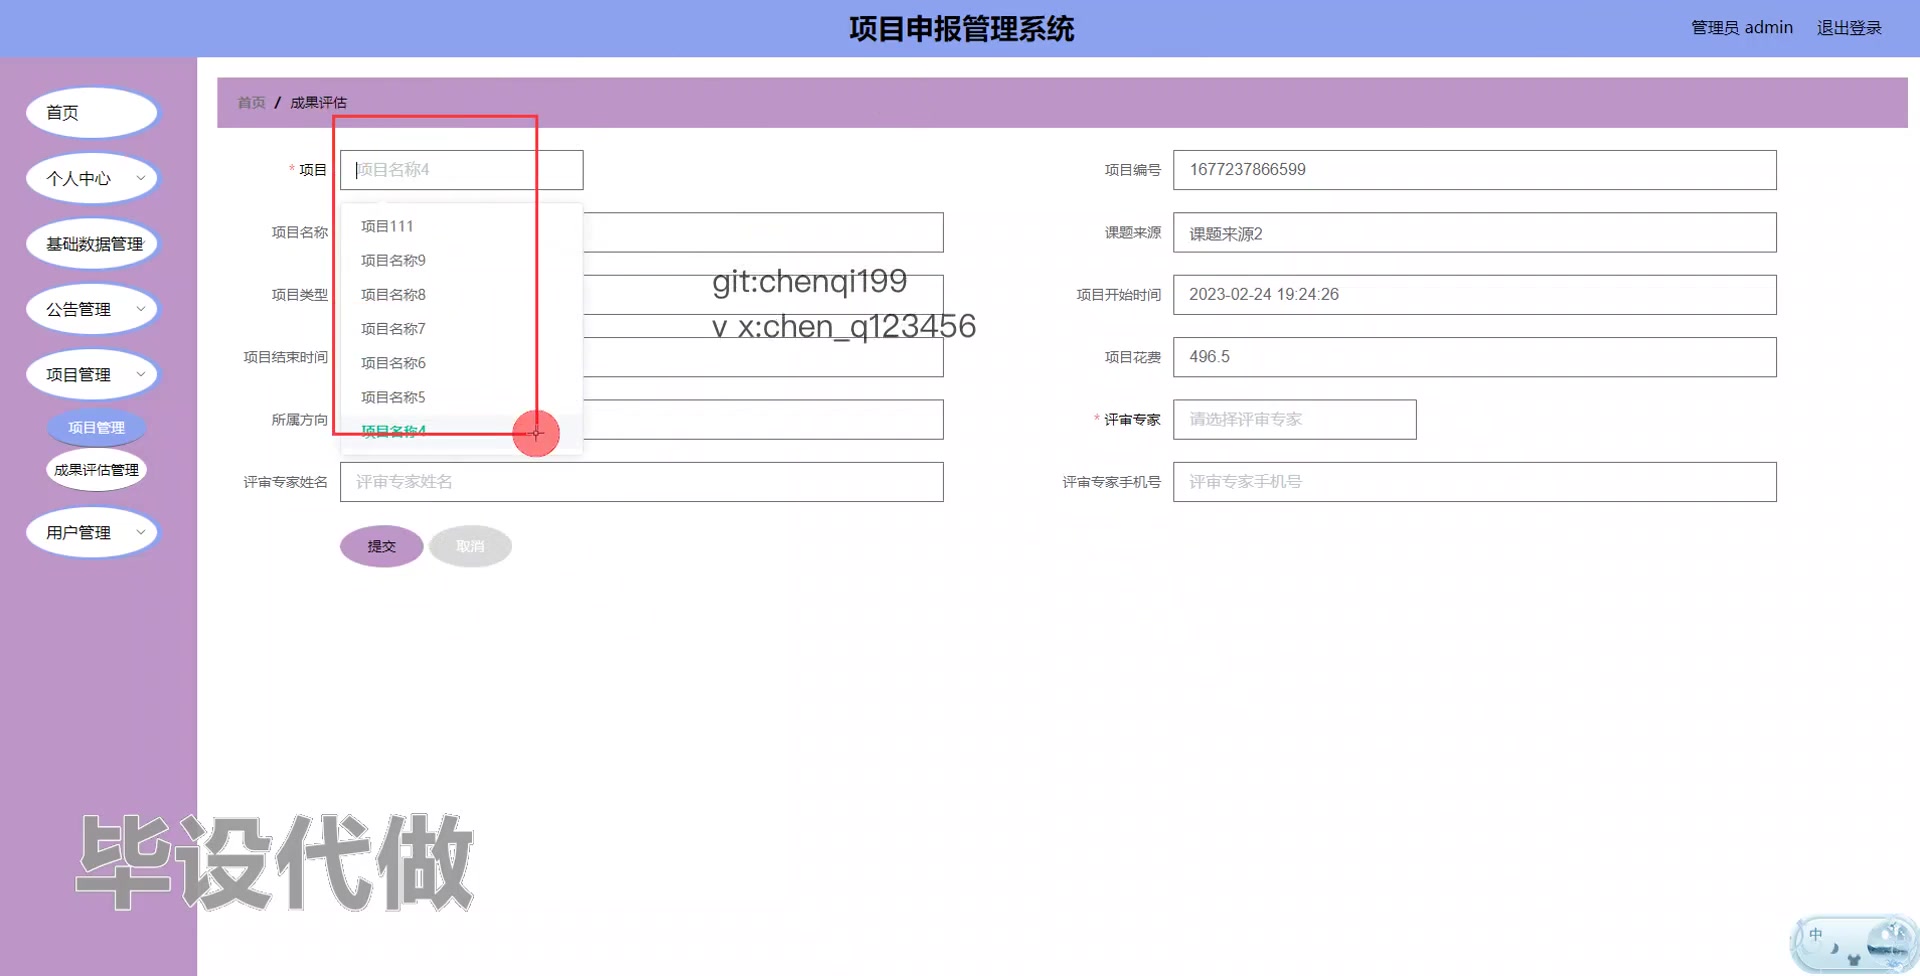 项目申报管理系统
管理员 admin
退出登录
首页
个人中心
基础数据管理
公告管理
项目管理
项目管理
成果评估管理
用户管理
首页 / 成果评估
* 项目
项目名称4
项目编号
1677237866599
项目111
项目名称9
项目名称8
项目名称7
项目名称6
项目名称5
项目名称4
项目名称
课题来源
课题来源2
项目类型
项目开始时间
2023-02-24 19:24:26
git:chenqi199
v x:chen_q123456
项目结束时间
项目花费
496.5
所属方向
* 评审专家
请选择评审专家
评审专家姓名
评审专家姓名
评审专家手机号
评审专家手机号
提交
取消
毕设代做
中